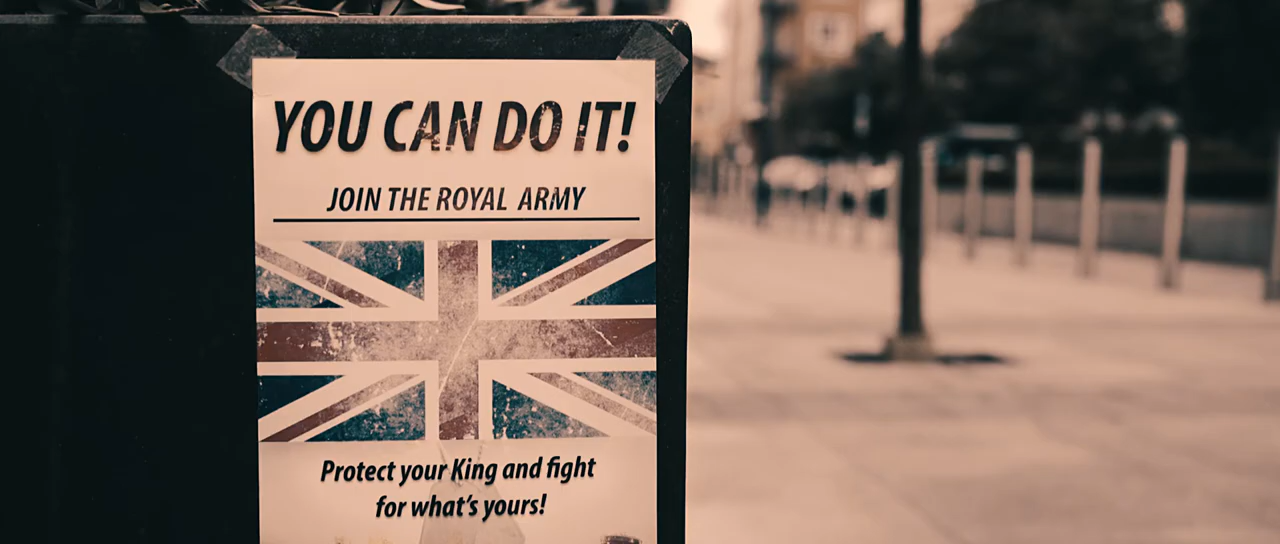 YOU CAN DO IT!
JOIN THE ROYAL ARMY
Protect your King and fight
for what's yours!